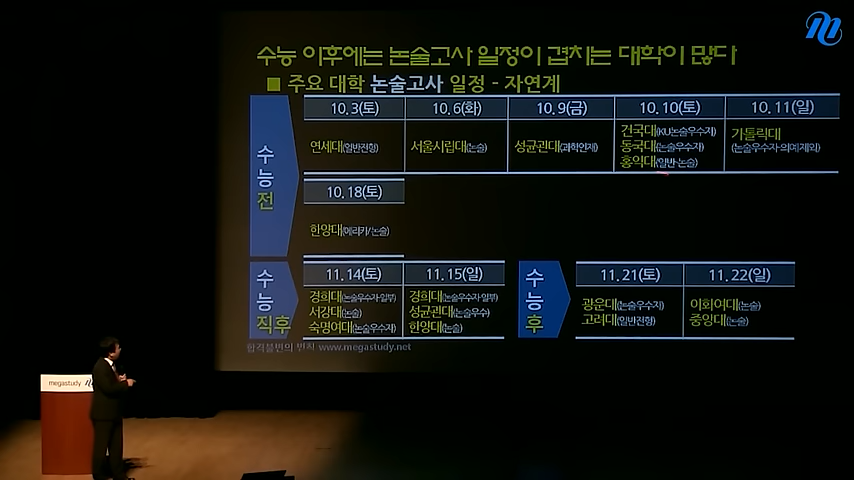 수능 이후에는 논술고사 일정이 겹치는 대학이 많다
주요 대학 논술고사 일정 - 자연계
수능 전
10.3(토) 10.6(화) 10.9(금) 10.10(토) 10.11(일)
연세대(일반전형) 서울시립대(논술) 성균관대(과학인재) 건국대(KU논술우수자) 가톨릭대
동국대(논술우수자) (논술우수자-의예제외)
홍익대(일반-논술)
10.18(토)
한양대(에리카/논술)
수능 직후
11.14(토) 11.15(일)
경희대(논술우수자-일부) 경희대(논술우수자-일부)
서강대(논술) 성균관대(논술우수)
숙명여대(논술우수자) 한양대(논술)
수능 후
11.21(토) 11.22(일)
광운대(논술우수자) 이화여대(논술)
고려대(일반전형) 중앙대(논술)
합격불변의 법칙 www.megastudy.net
megastudy